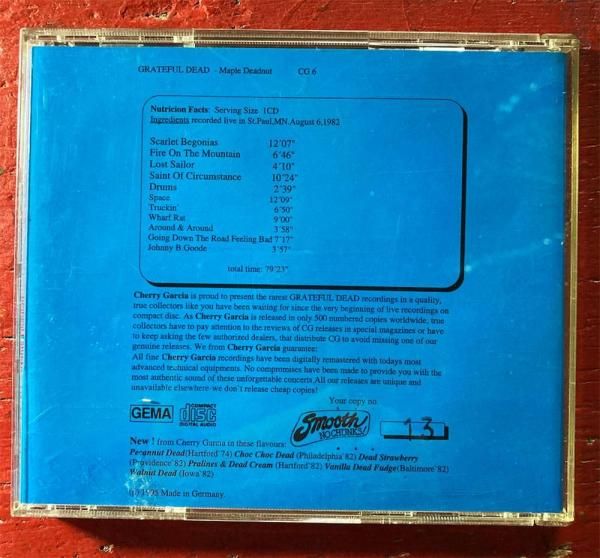 GRATEFUL DEAD - Maple Deadnut CG 6
Nutricion Facts: Serving Size 1CD
Ingredients recorded live in St.Paul,MN.August 6,1982
Scarlet Begonias 12'07"
Fire On The Mountain 6'46"
Lost Sailor 4'10"
Saint Of Circumstance 10'24"
Drums 2'39"
Space 12'09"
Truckin' 6'50"
Wharf Rat 9'00"
Around & Around 3'58"
Going Down The Road Feeling Bad 7'17"
Johnny B.Goode 3'57"
total time: 79'23"
Cherry Garcia is proud to present the rarest GRATEFUL DEAD recordings in a quality,
true collectors like you have been waiting for since the very beginning of live recordings on
compact disc. As Cherry Garcia is released in only 500 numbered copies worldwide, true
collectors have to pay attention to the reviews of CG releases in special magazines or have
to keep asking the few authorized dealers, that distribute CG to avoid missing one of our
genuine releases. We from Cherry Garcia guarantee:
All fine Cherry Garcia recordings have been digitally remastered with todays most
advanced technical equipments. No compromises have been made to provide you with the
most authentic sound of these unforgettable concerts.All our releases are unique and
unavailable elsewhere-we don't release cheap copies!
Your copy no.
GEMA COMPACT disc DIGITAL AUDIO Smooth NO CHUNKS! 13
New ! from Cherry Garcia in these flavours:
Pecannut Dead(Hartford '74) Choc Choc Dead (Philadelphia'82) Dead Strawberry
(Providence'82) Pralines & Dead Cream (Hartford'82) Vanilla Dead Fudge(Baltimore'82)
Walnut Dead (Iowa'82)
1995 Made in Germany.